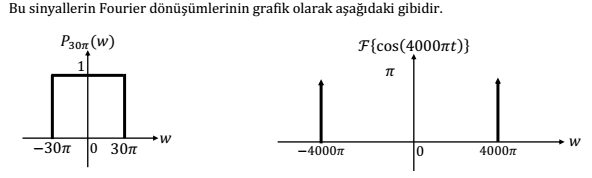 Bu sinyallerin Fourier dönüşümlerinin grafik olarak aşağıdaki gibidir.
P₃₀π(w)
1
−30π 0 30π w
ℱ{cos(4000πt)}
π
−4000π 0 4000π w